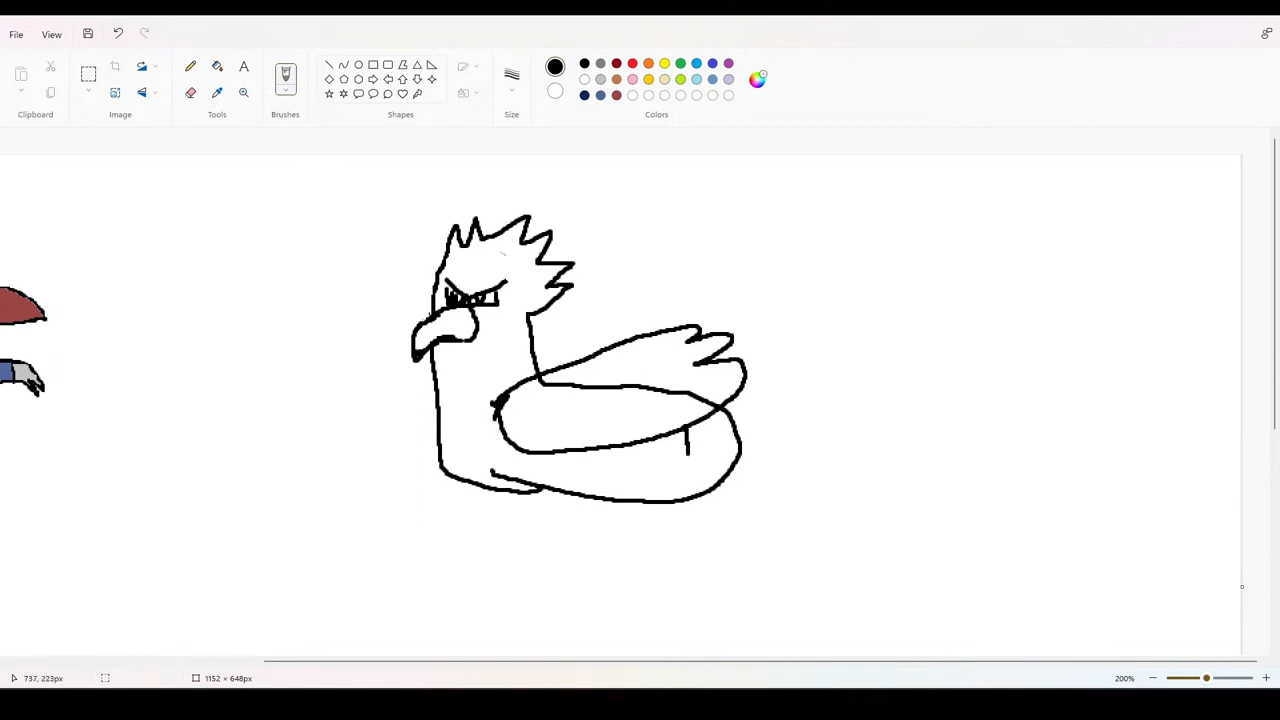 File View
Clipboard Image Tools Brushes Shapes Size Colors
737, 223px 1152 × 648px 200%